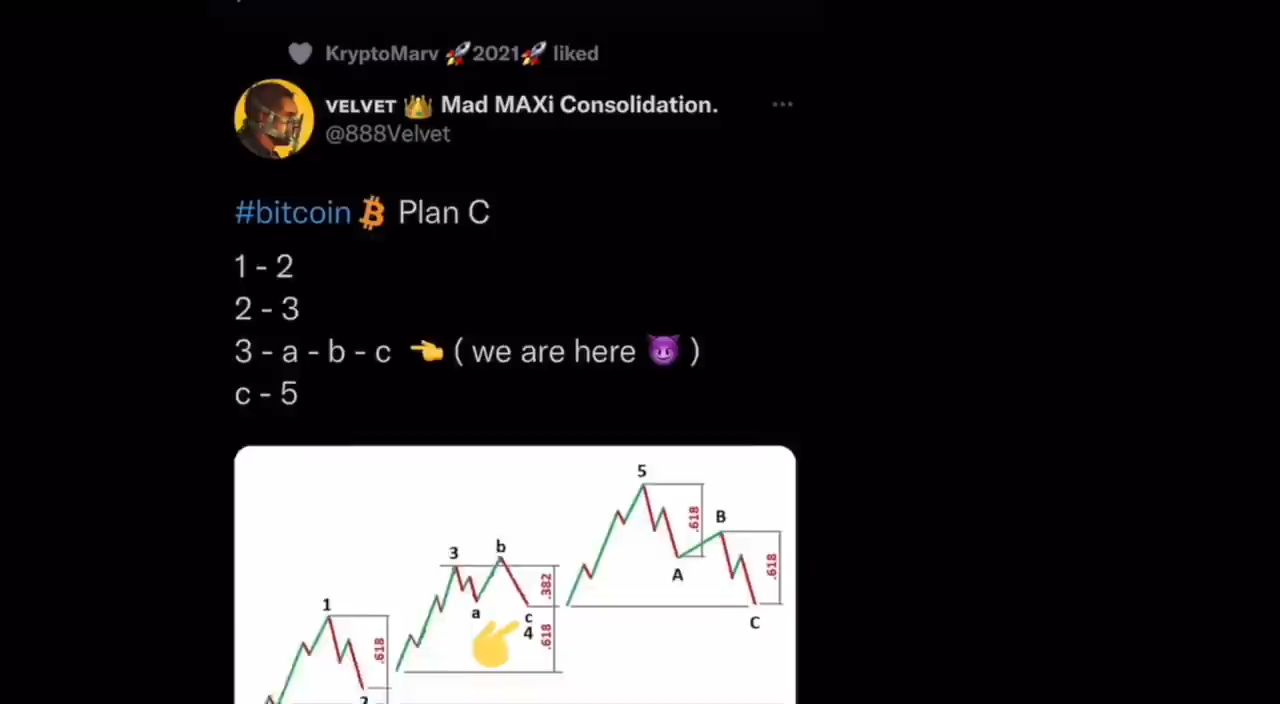 KryptoMarv 🚀2021🚀 liked
VELVET 👑 Mad MAXi Consolidation.
@888Velvet
#bitcoin ₿ Plan C
1 - 2
2 - 3
3 - a - b - c 👈 ( we are here 😈 )
c - 5
5
.618
B
3
b
A
.618
.382
1
a
c
C
4
.618
.618
2